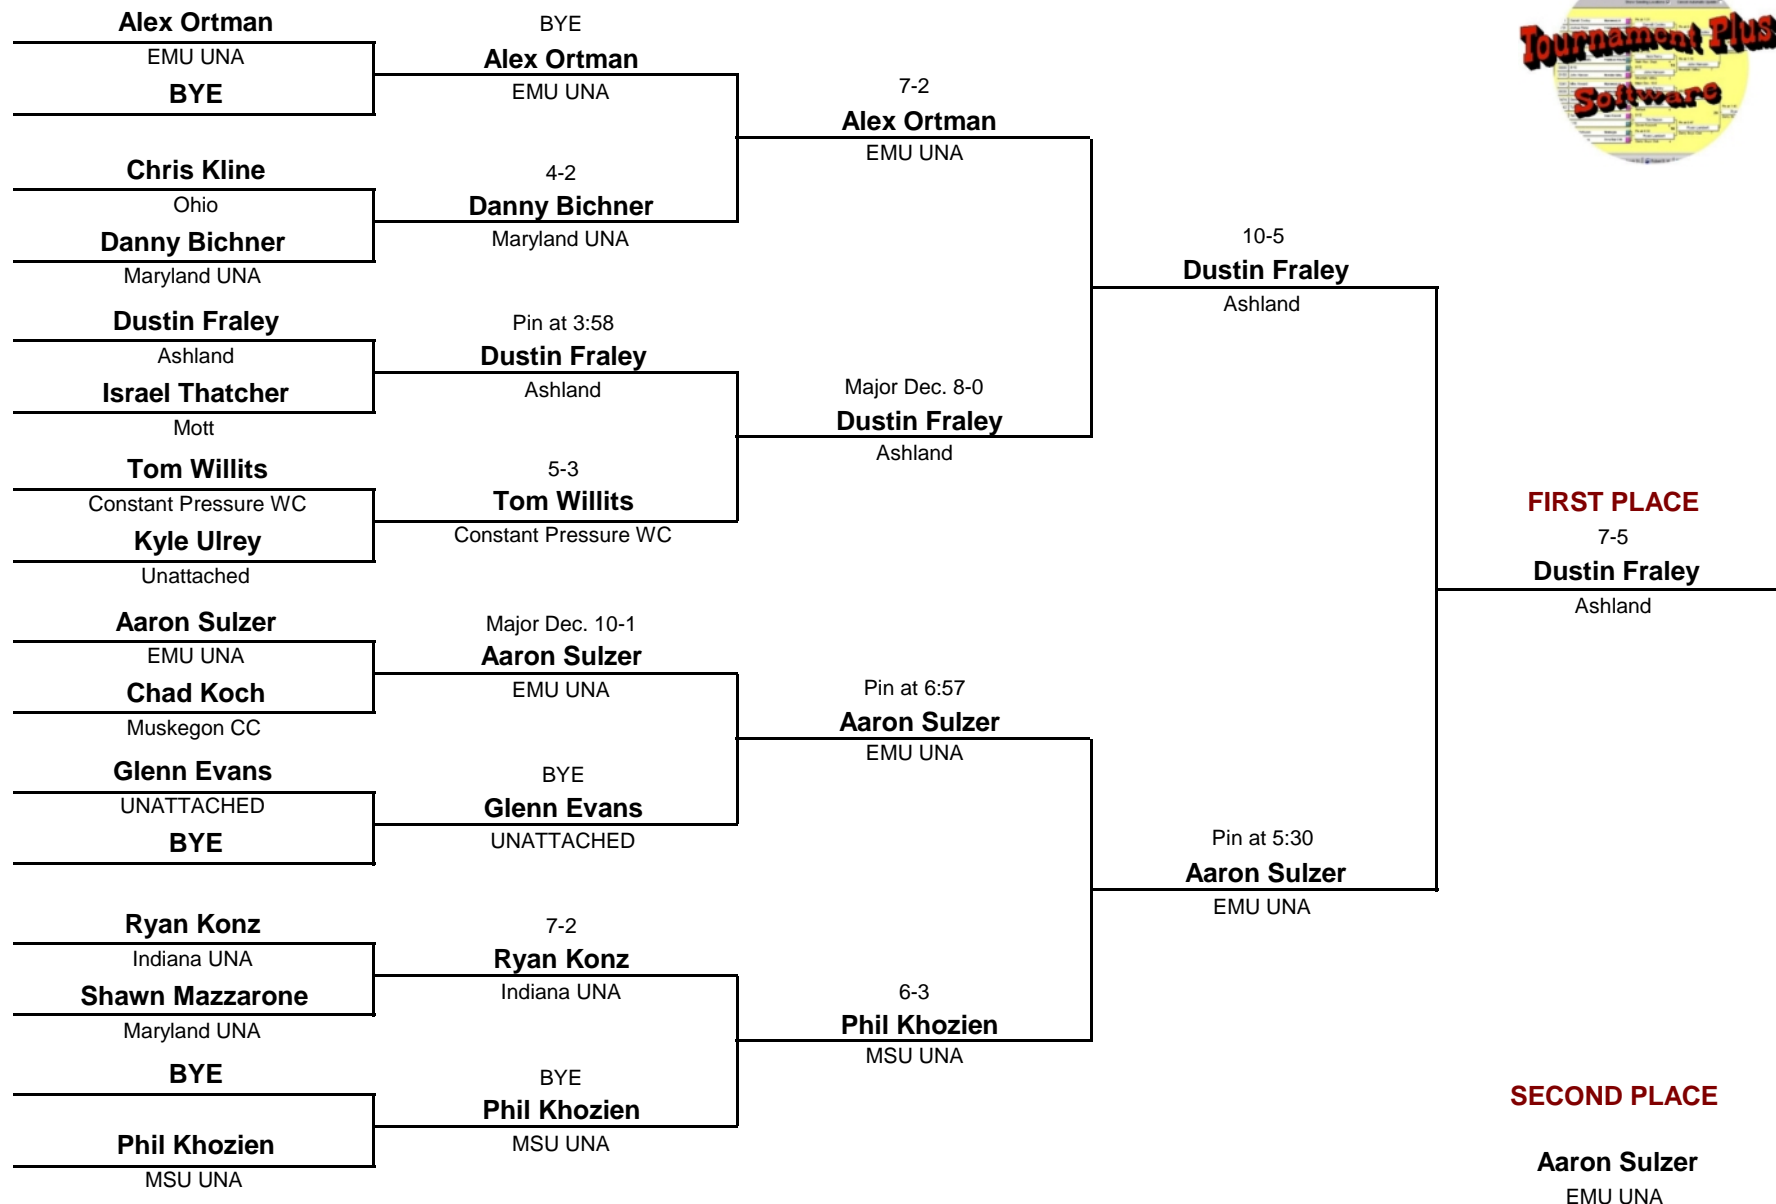 Alex Ortman
EMU UNA
BYE
Chris Kline
Ohio
Danny Bichner
Maryland UNA
Dustin Fraley
Ashland
Israel Thatcher
Mott
Tom Willits
Constant Pressure WC
Kyle Ulrey
Unattached
Aaron Sulzer
EMU UNA
Chad Koch
Muskegon CC
Glenn Evans
UNATTACHED
BYE
Ryan Konz
Indiana UNA
Shawn Mazzarone
Maryland UNA
BYE
Phil Khozien
MSU UNA
BYE
Alex Ortman
EMU UNA
4-2
Danny Bichner
Maryland UNA
Pin at 3:58
Dustin Fraley
Ashland
5-3
Tom Willits
Constant Pressure WC
Major Dec. 10-1
Aaron Sulzer
EMU UNA
BYE
Glenn Evans
UNATTACHED
7-2
Ryan Konz
Indiana UNA
BYE
Phil Khozien
MSU UNA
7-2
Alex Ortman
EMU UNA
Major Dec. 8-0
Dustin Fraley
Ashland
Pin at 6:57
Aaron Sulzer
EMU UNA
6-3
Phil Khozien
MSU UNA
10-5
Dustin Fraley
Ashland
Pin at 5:30
Aaron Sulzer
EMU UNA
Tournament Plus
Software
FIRST PLACE
7-5
Dustin Fraley
Ashland
SECOND PLACE
Aaron Sulzer
EMU UNA